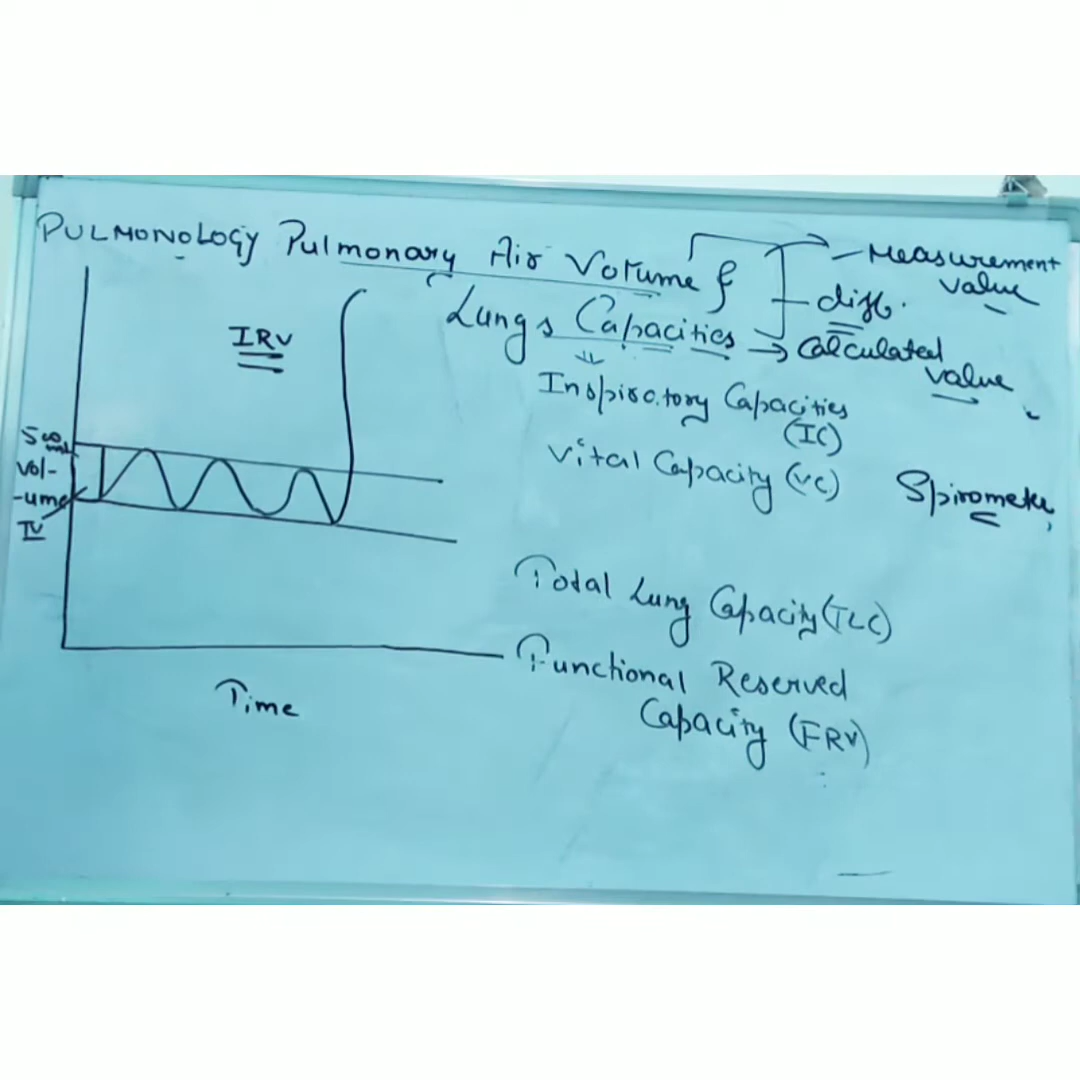 PULMONOLOGY Pulmonary Air Volume &
Lungs Capacities → Calculated value
— Measurement value
diff.
Inspiratory Capacities
(IC)
Vital Capacity (VC)
Spirometer
Total Lung Capacity (TLC)
Functional Reserved
Capacity (FRV)
IRV
500 ml
Vol-
-ume
TV
Time